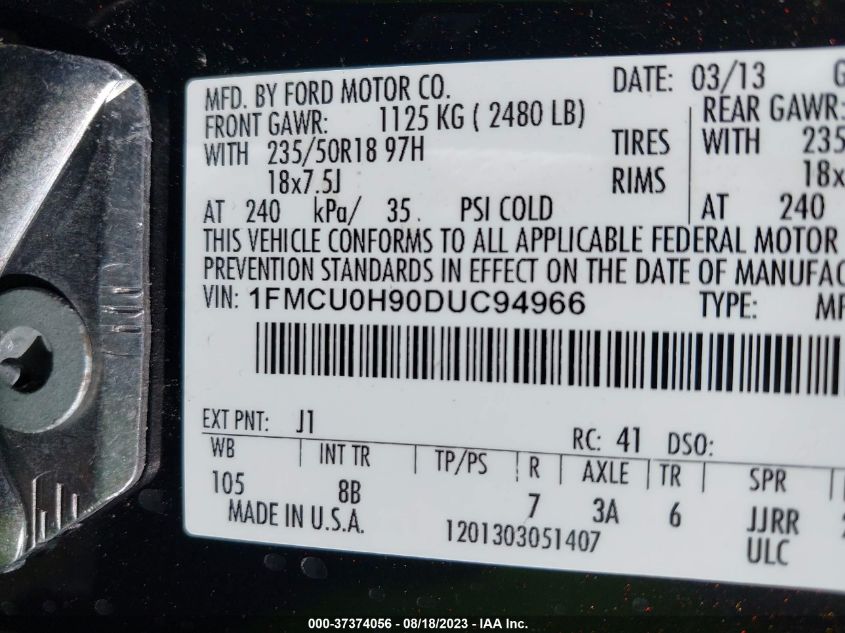 MFD. BY FORD MOTOR CO. DATE: 03/13 G
FRONT GAWR: 1125 KG ( 2480 LB) REAR GAWR:
WITH 235/50R18 97H TIRES WITH 235
18x7.5J RIMS 18x
AT 240 kPa/ 35. PSI COLD AT 240
THIS VEHICLE CONFORMS TO ALL APPLICABLE FEDERAL MOTOR
PREVENTION STANDARDS IN EFFECT ON THE DATE OF MANUFAC
VIN: 1FMCU0H90DUC94966 TYPE: MP
EXT PNT: J1 RC: 41 DSO:
WB INT TR TP/PS R AXLE TR SPR
105 8B 7 3A 6 JJRR
MADE IN U.S.A. 1201303051407 ULC
000-37374056 - 08/18/2023 - IAA Inc.